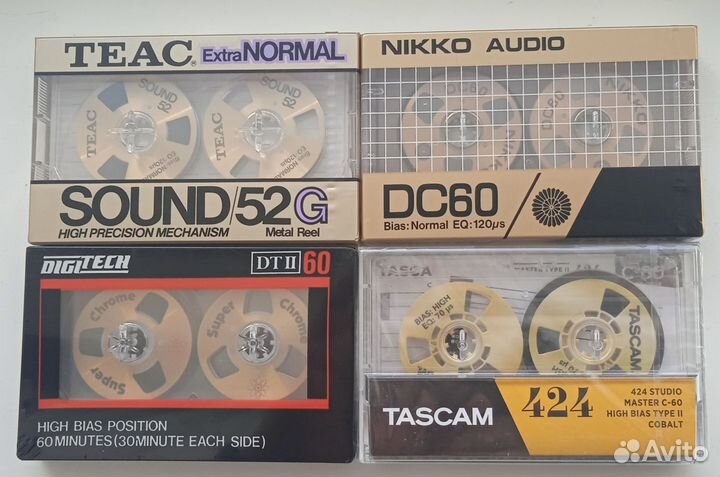 TEAC ExtraNORMAL
TEAC
SOUND
52
SOUND
52
SOUND/52G
HIGH PRECISION MECHANISM
Metal Reel
NIKKO AUDIO
DC60
DC60
NIKKO
DC60
Bias:Normal EQ:120µs
DIGITECH
DT II 60
Chrome
Super
Super
Chrome
HIGH BIAS POSITION
60 MINUTES (30 MINUTE EACH SIDE)
TASCA
BIAS: HIGH
EQ: 70 µs
TASCAM
TASCAM
424
424 STUDIO
MASTER C-60
HIGH BIAS TYPE II
COBALT
Avito